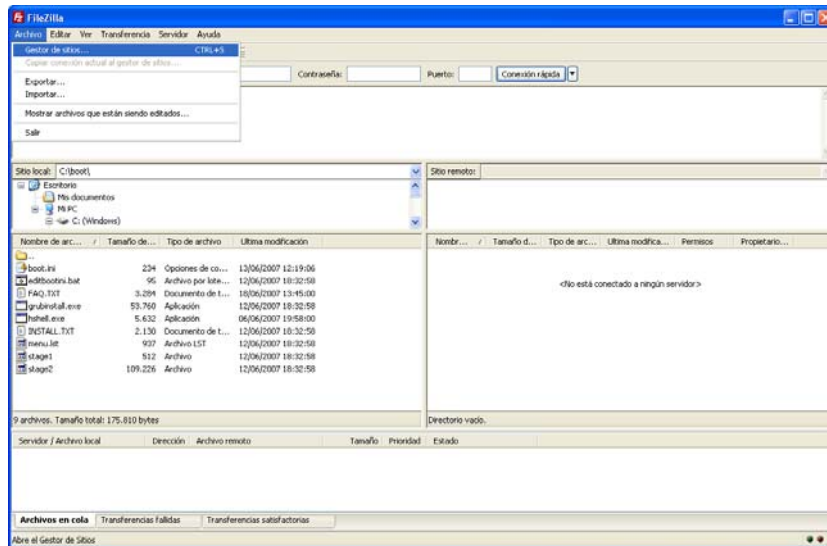 FileZilla
Archivo Editar Ver Transferencia Servidor Ayuda
Gestor de sitios... CTRL+S
Copiar conexión actual al gestor de sitios...
Exportar...
Importar...
Mostrar archivos que están siendo editados...
Salir
Contraseña: Puerto: Conexión rápida
Sitio local: C:\boot\
Escritorio
Mis documentos
Mi PC
C: (Windows)
Sitio remoto:
Nombre de arc... / Tamaño de... Tipo de archivo Ultima modificación
..
boot.ini 234 Opciones de co... 13/06/2007 12:19:06
editbootini.bat 95 Archivo por lote... 12/06/2007 18:32:58
FAQ.TXT 3.284 Documento de t... 18/06/2007 13:45:00
grubinstall.exe 53.760 Aplicación 12/06/2007 18:32:58
hshell.exe 5.632 Aplicación 06/06/2007 19:58:00
INSTALL.TXT 2.130 Documento de t... 12/06/2007 18:32:58
menu.lst 937 Archivo LST 12/06/2007 18:32:58
stage1 512 Archivo 12/06/2007 18:32:58
stage2 109.226 Archivo 12/06/2007 18:32:58
9 archivos. Tamaño total: 175.810 bytes
Nombr... / Tamaño d... Tipo de arc... Ultima modifica... Permisos Propietario...
<No está conectado a ningún servidor>
Directorio vacío.
Servidor / Archivo local Dirección Archivo remoto Tamaño Prioridad Estado
Archivos en cola Transferencias fallidas Transferencias satisfactorias
Abre el Gestor de Sitios